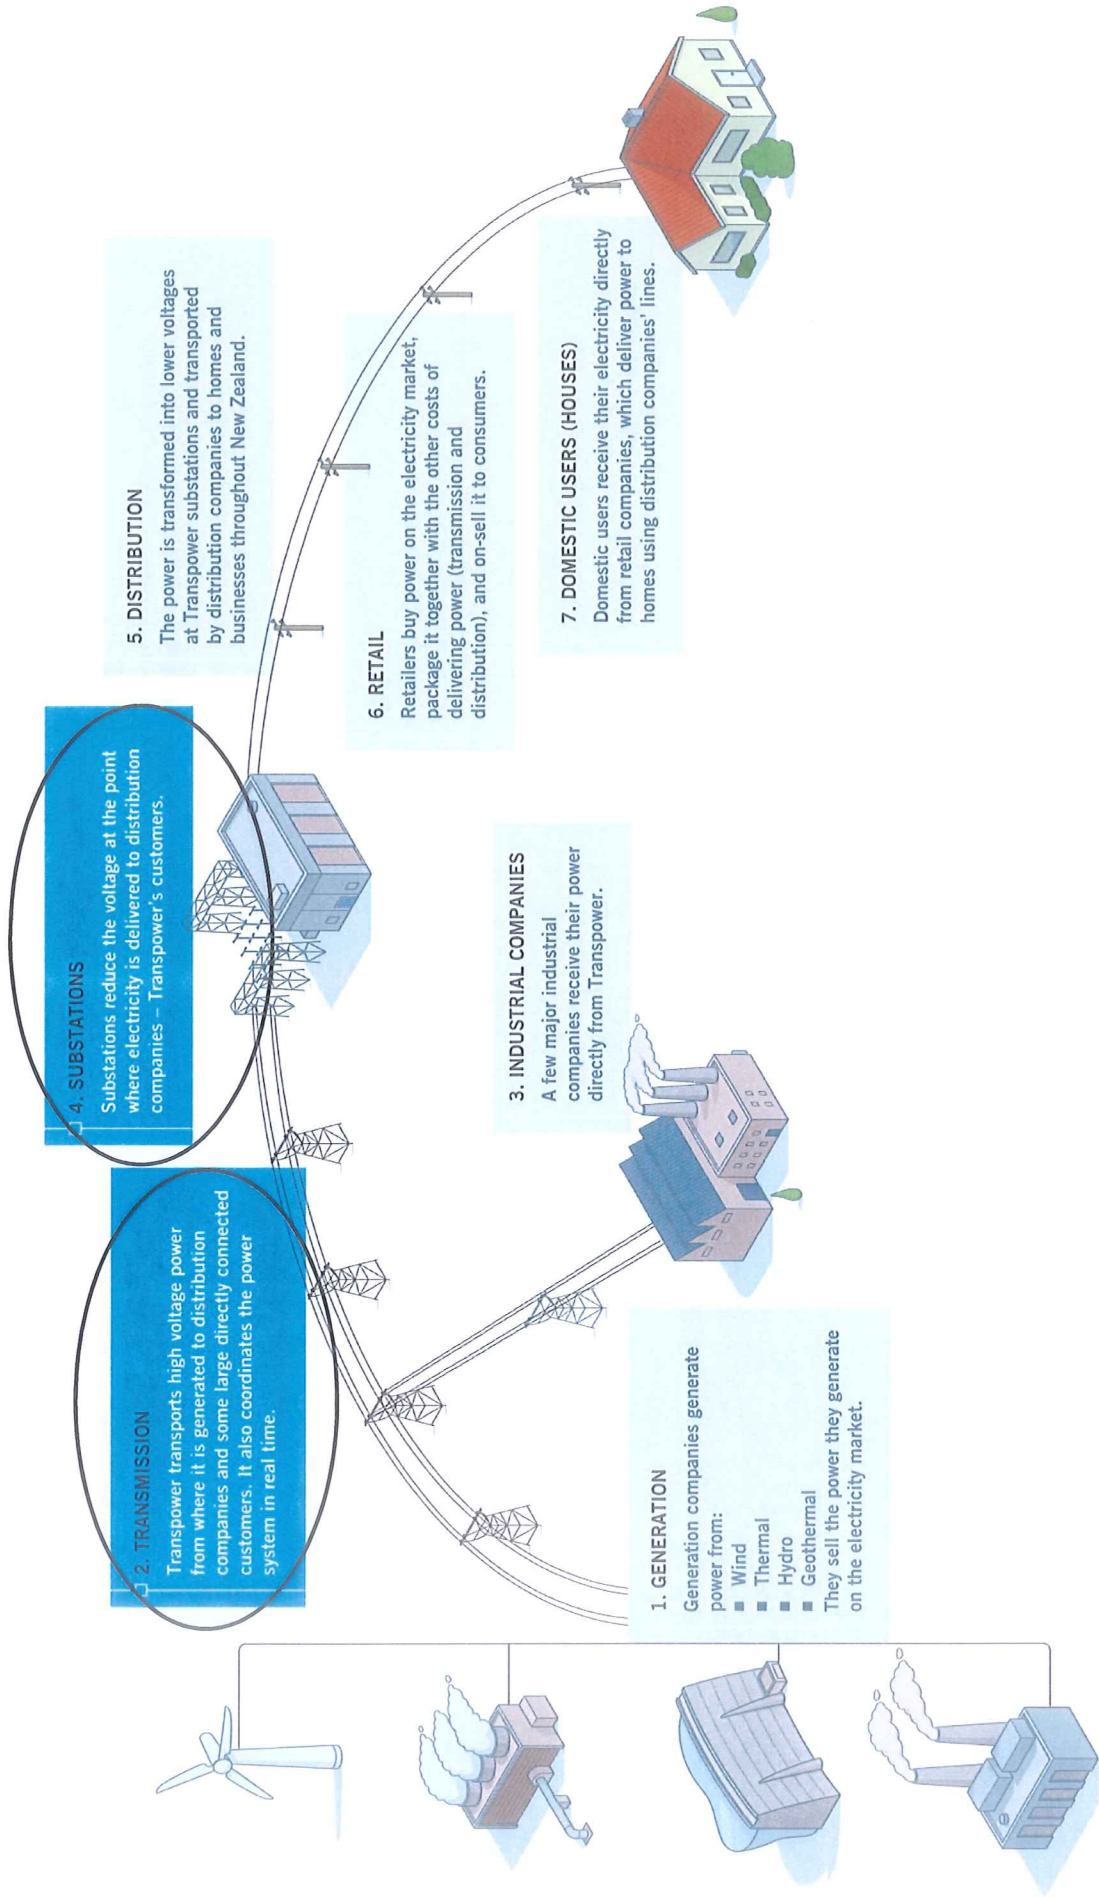 1. GENERATION
Generation companies generate
power from:
■ Wind
■ Thermal
■ Hydro
■ Geothermal
They sell the power they generate
on the electricity market.
2. TRANSMISSION
Transpower transports high voltage power
from where it is generated to distribution
companies and some large directly connected
customers. It also coordinates the power
system in real time.
3. INDUSTRIAL COMPANIES
A few major industrial
companies receive their power
directly from Transpower.
4. SUBSTATIONS
Substations reduce the voltage at the point
where electricity is delivered to distribution
companies – Transpower's customers.
5. DISTRIBUTION
The power is transformed into lower voltages
at Transpower substations and transported
by distribution companies to homes and
businesses throughout New Zealand.
6. RETAIL
Retailers buy power on the electricity market,
package it together with the other costs of
delivering power (transmission and
distribution), and on-sell it to consumers.
7. DOMESTIC USERS (HOUSES)
Domestic users receive their electricity directly
from retail companies, which deliver power to
homes using distribution companies' lines.